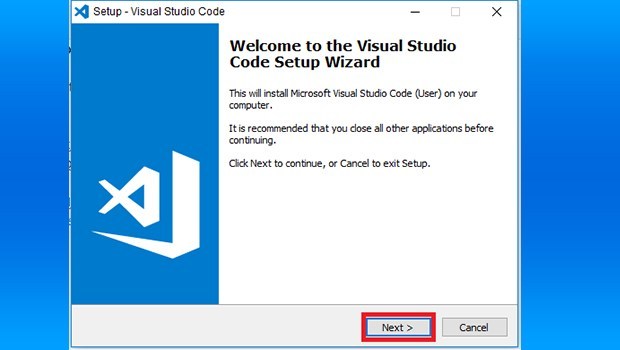 Setup - Visual Studio Code
Welcome to the Visual Studio
Code Setup Wizard
This will install Microsoft Visual Studio Code (User) on your
computer.
It is recommended that you close all other applications before
continuing.
Click Next to continue, or Cancel to exit Setup.
Next >
Cancel